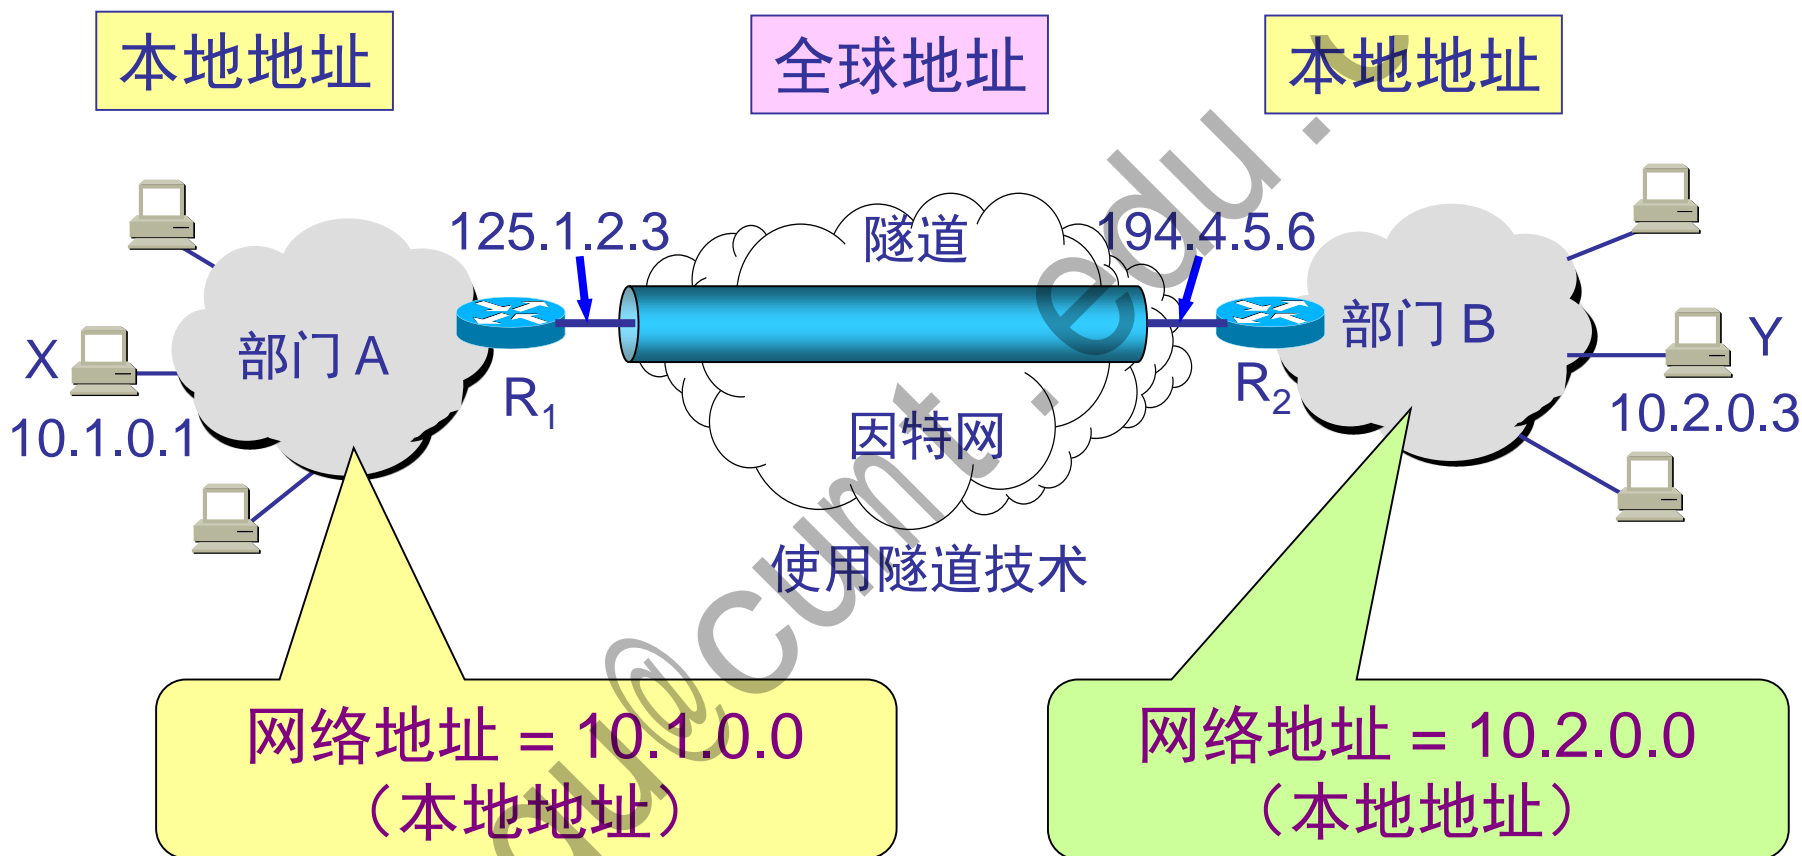 本地地址
全球地址
本地地址
125.1.2.3
隧道
194.4.5.6
X
部门 A
部门 B
Y
R₁
R₂
10.1.0.1
因特网
10.2.0.3
使用隧道技术
网络地址 = 10.1.0.0
（本地地址）
网络地址 = 10.2.0.0
（本地地址）
qu@cumt.edu.c